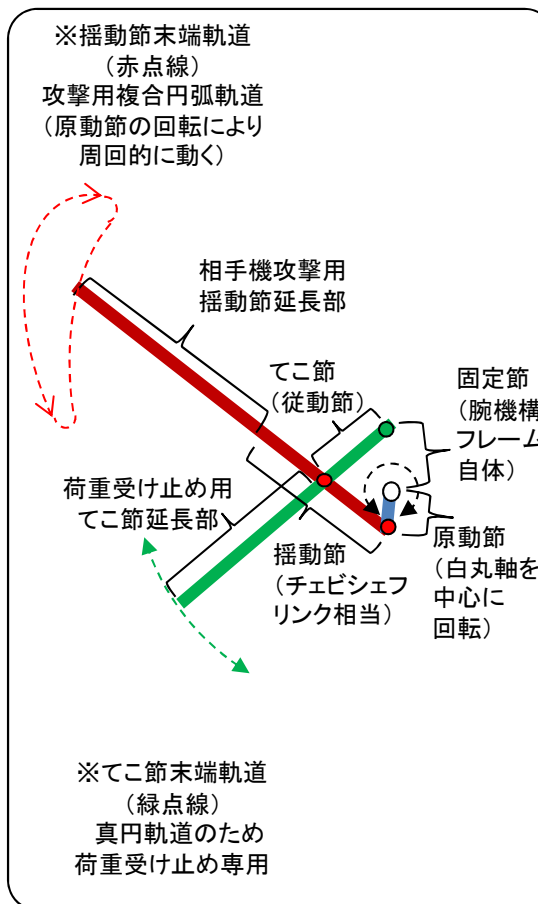 ※揺動節末端軌道
(赤点線)
攻撃用複合円弧軌道
(原動節の回転により
周回的に動く)
相手機攻撃用
揺動節延長部
てこ節
(従動節)
固定節
(腕機構
フレーム
自体)
荷重受け止め用
てこ節延長部
揺動節
(チェビシェフ
リンク相当)
原動節
(白丸軸を
中心に
回転)
※てこ節末端軌道
(緑点線)
真円軌道のため
荷重受け止め専用